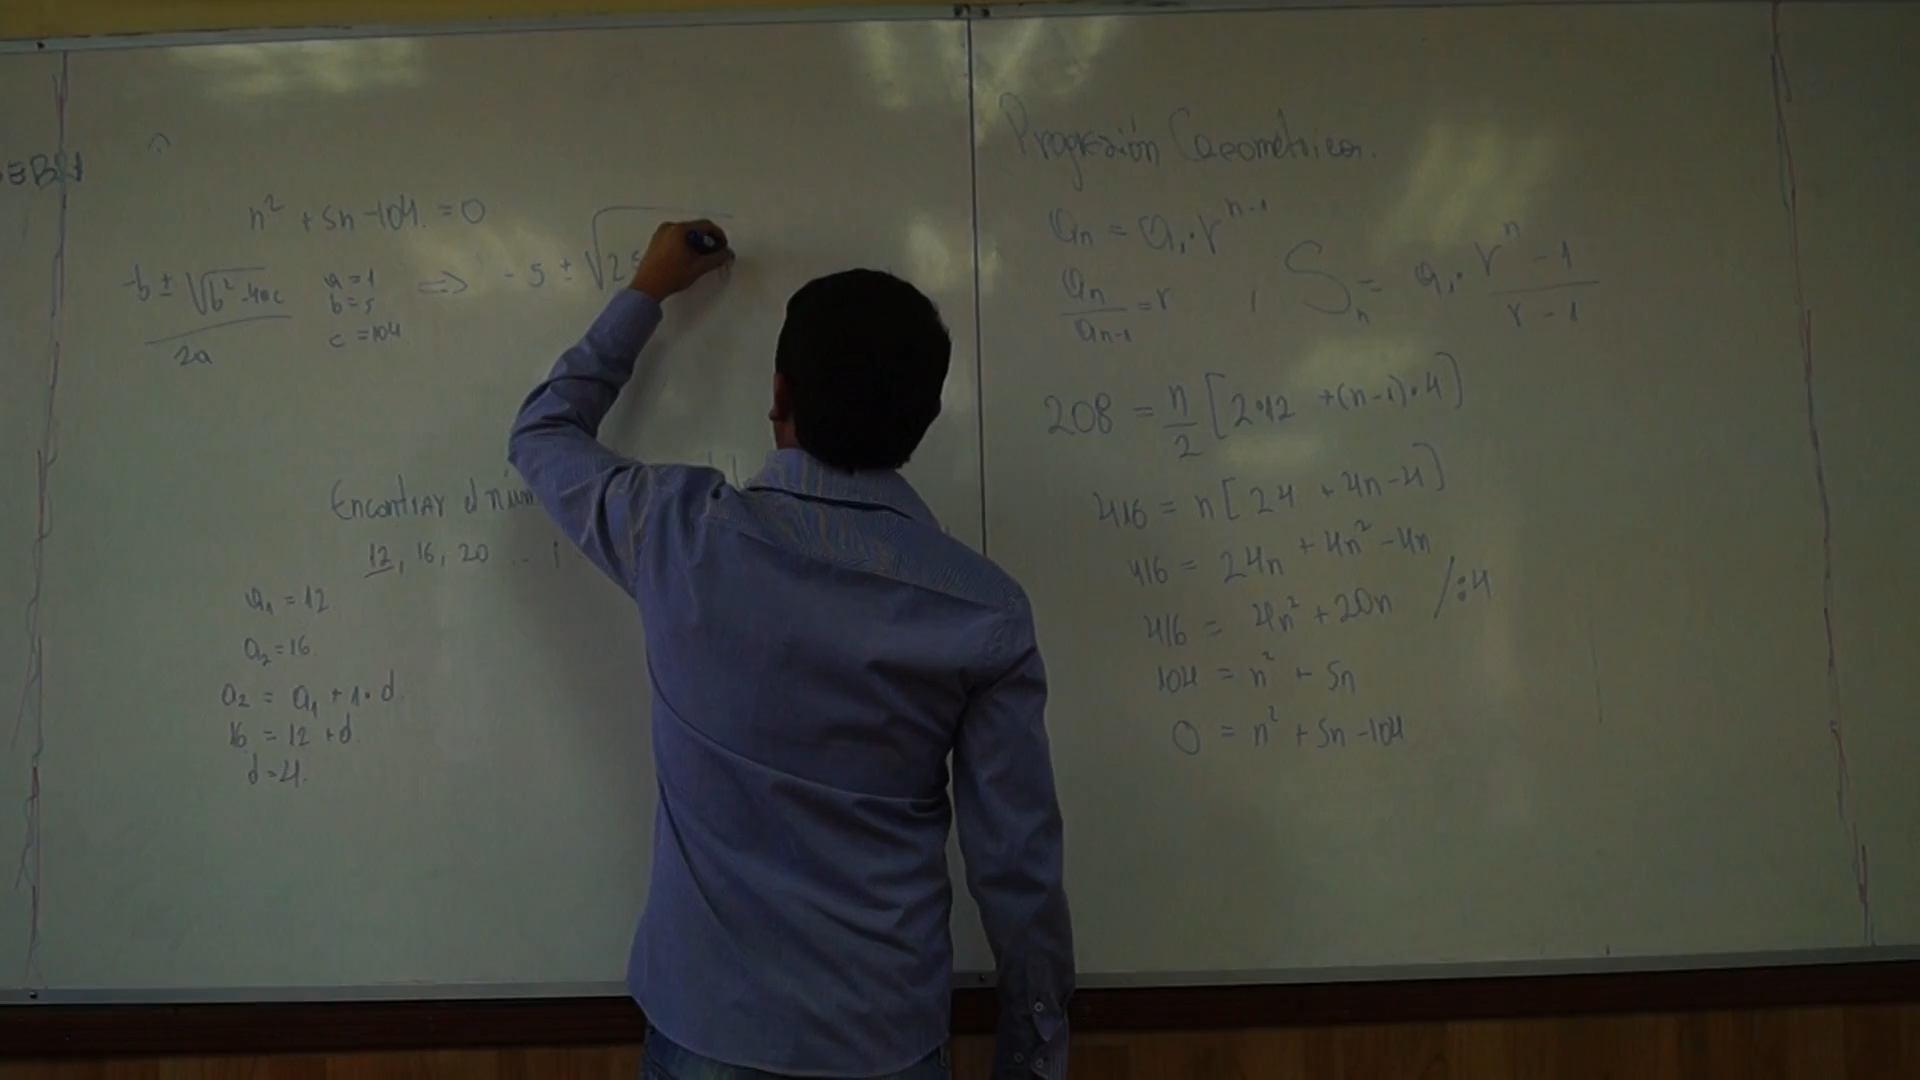 n² + 5n - 104. = 0
-b ± √b² - 4ac / 2a
a = 1
b = 5
c = 104
=> - 5 ± √25
Encontrar el
12, 16, 20 ...
a₁ = 12
a₂ = 16.
a₂ = a₁ + 1 • d.
16 = 12 + d.
d = 4.
Progresión Geometrica.
aₙ = a₁ • r^(n-1)
aₙ / aₙ₋₁ = r , Sₙ = a₁ • (rⁿ - 1) / (r - 1)
208 = n/2 [2•12 + (n-1)•4]
416 = n [24 + 4n - 4]
416 = 24n + 4n² - 4n
416 = 4n² + 20n /:4
104 = n² + 5n
0 = n² + 5n - 104